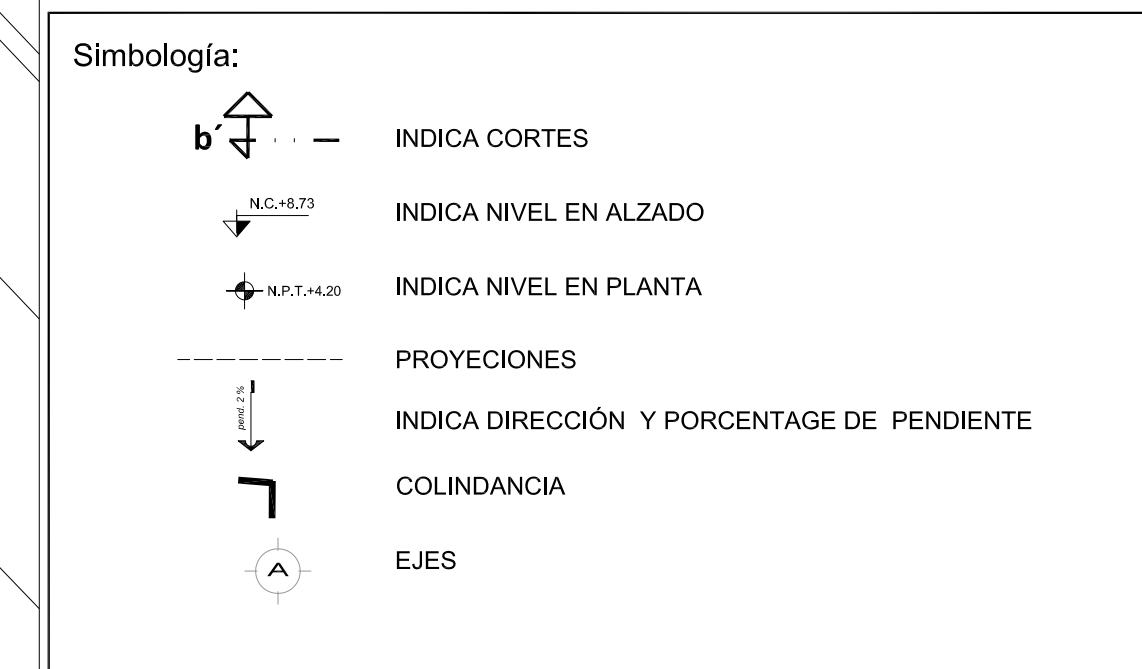 Simbología:
b´ INDICA CORTES
N.C.+8.73 INDICA NIVEL EN ALZADO
N.P.T.+4.20 INDICA NIVEL EN PLANTA
PROYECIONES
pend. 2 % INDICA DIRECCIÓN Y PORCENTAGE DE PENDIENTE
COLINDANCIA
A EJES